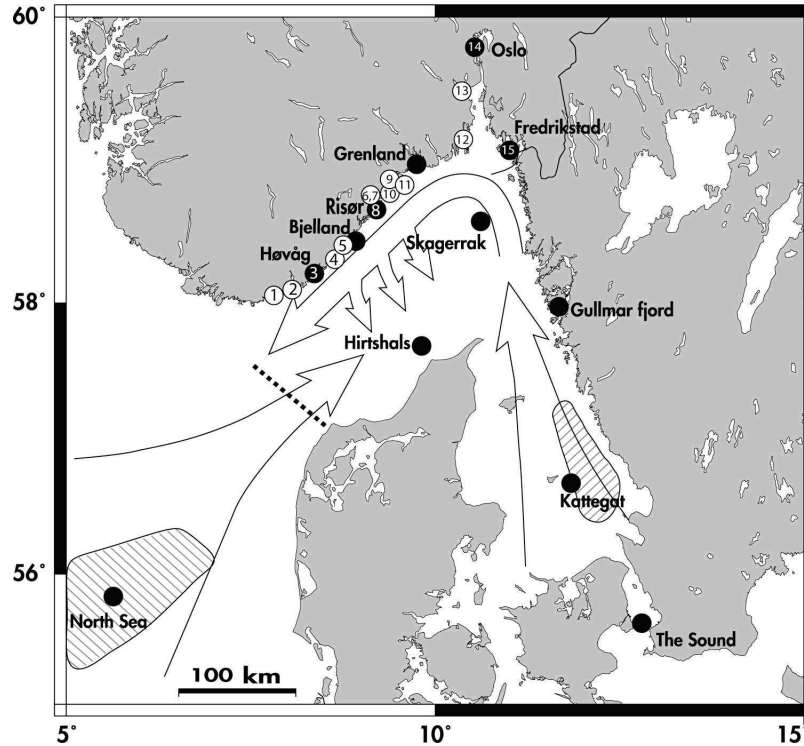 60°
14
Oslo
13
12
Fredrikstad
15
Grenland
9
11
6,7
10
Risør
8
Bjelland
5
Skagerrak
4
Høvåg
3
1
2
58°
Gullmar fjord
Hirtshals
Kattegat
56°
North Sea
The Sound
100 km
5°
10°
15°